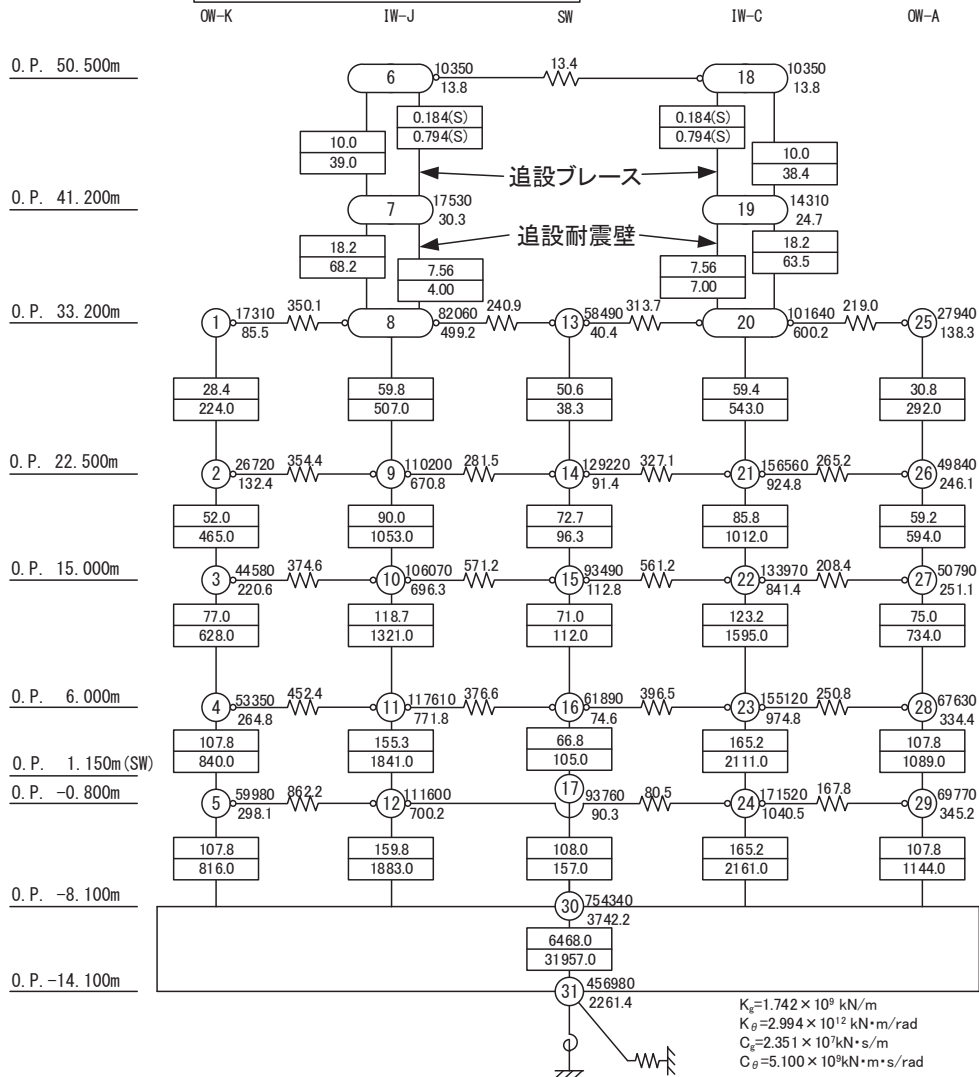 OW-K IW-J SW IW-C OW-A
O.P. 50.500m
6 10350 13.4 18 10350
13.8 13.8
0.184(S) 0.184(S)
0.794(S) 0.794(S)
10.0 10.0
39.0 38.4
追設ブレース
O.P. 41.200m
7 17530 19 14310
30.3 24.7
追設耐震壁
18.2 18.2
68.2 63.5
7.56 7.56
4.00 7.00
O.P. 33.200m
1 17310 350.1 8 82060 240.9 13 58490 313.7 20 101640 219.0 25 27940
85.5 499.2 40.4 600.2 138.3
28.4 59.8 50.6 59.4 30.8
224.0 507.0 38.3 543.0 292.0
O.P. 22.500m
2 26720 354.4 9 110200 281.5 14 129220 327.1 21 156560 265.2 26 49840
132.4 670.8 91.4 924.8 246.1
52.0 90.0 72.7 85.8 59.2
465.0 1053.0 96.3 1012.0 594.0
O.P. 15.000m
3 44580 374.6 10 106070 571.2 15 93490 561.2 22 133970 208.4 27 50790
220.6 696.3 112.8 841.4 251.1
77.0 118.7 71.0 123.2 75.0
628.0 1321.0 112.0 1595.0 734.0
O.P. 6.000m
4 53350 452.4 11 117610 376.6 16 61890 396.5 23 155120 250.8 28 67630
264.8 771.8 74.6 974.8 334.4
107.8 155.3 66.8 165.2 107.8
840.0 1841.0 105.0 2111.0 1089.0
O.P. 1.150m(SW)
O.P. -0.800m
5 59980 862.2 12 111600 17 93760 80.5 24 171520 167.8 29 69770
298.1 700.2 90.3 1040.5 345.2
107.8 159.8 108.0 165.2 107.8
816.0 1883.0 157.0 2161.0 1144.0
O.P. -8.100m
30 754340
3742.2
6468.0
31957.0
O.P.-14.100m
31 456980
2261.4
Kg=1.742×10⁹ kN/m
Kθ=2.994×10¹² kN・m/rad
Cg=2.351×10⁷kN・s/m
Cθ=5.100×10⁹kN・m・s/rad